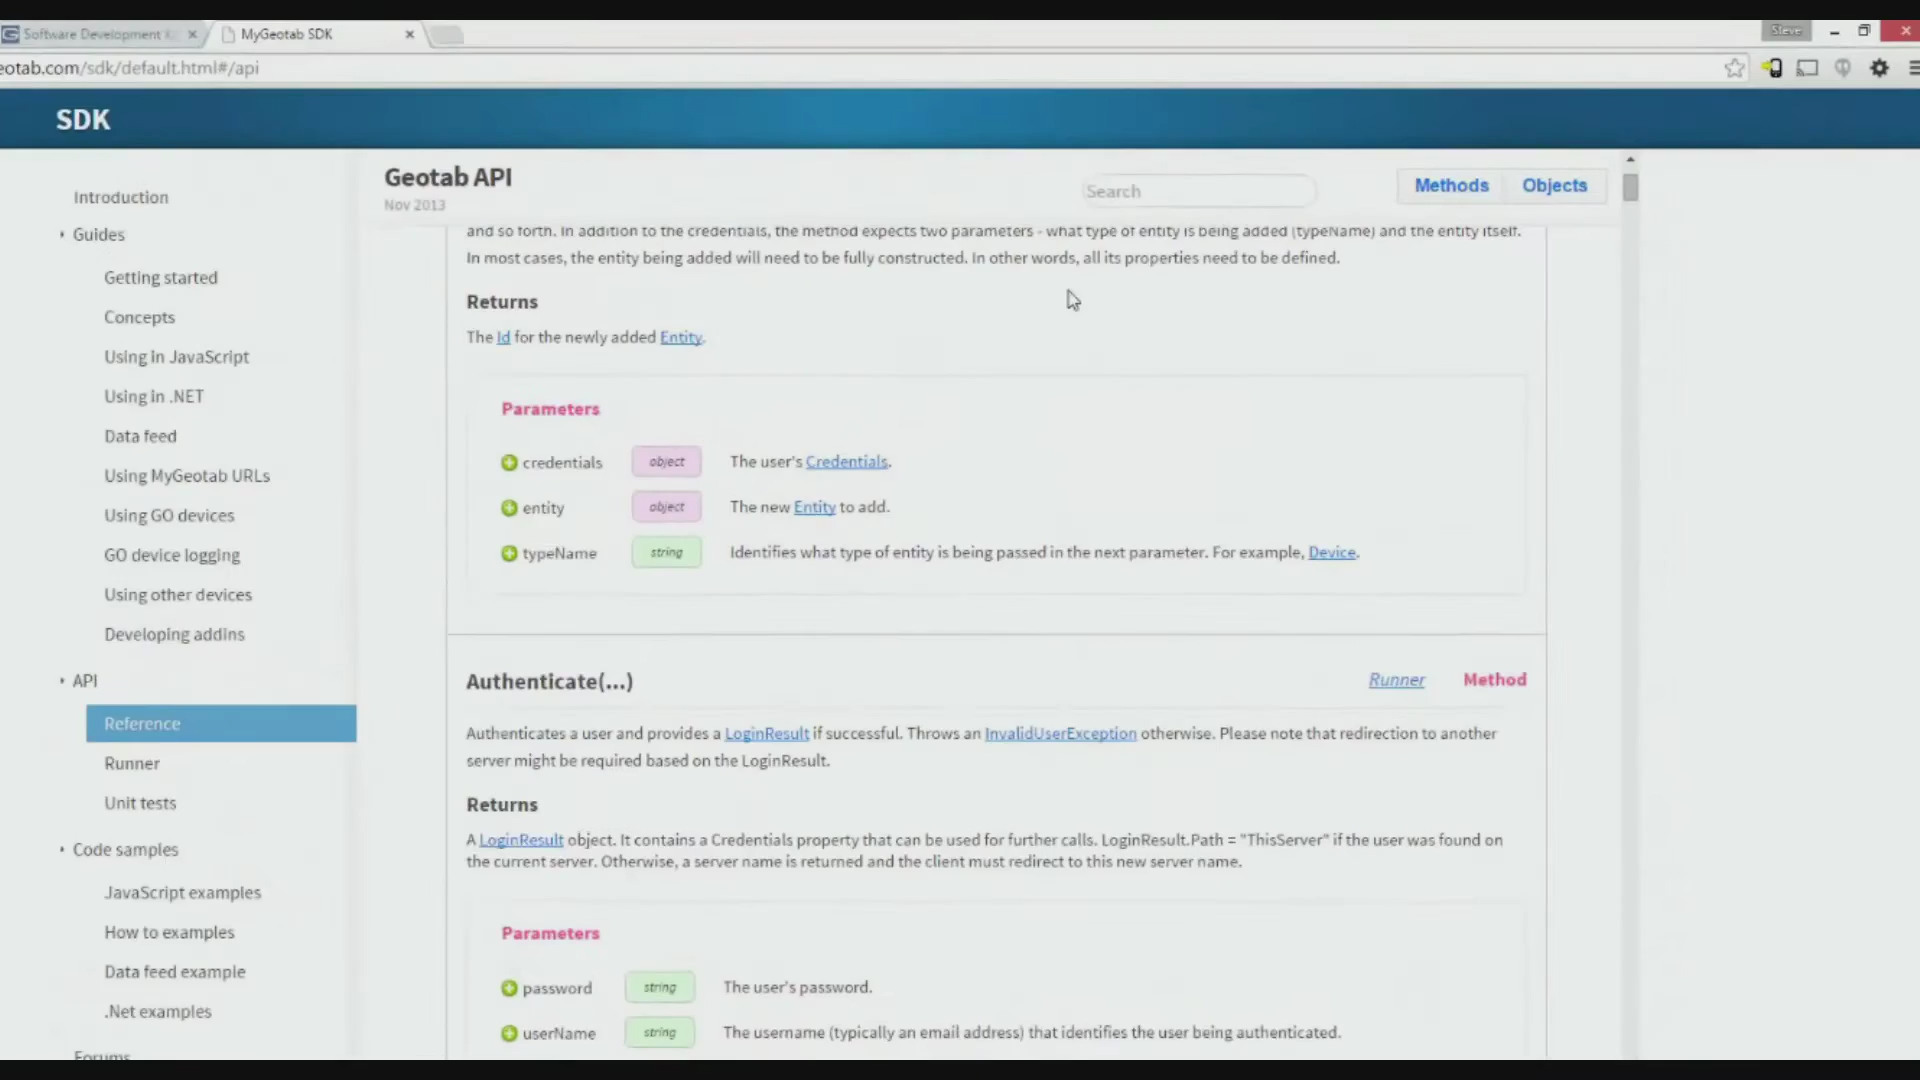 Software Development K
MyGeotab SDK
Steve
eotab.com/sdk/default.html#/api
SDK
Introduction
Guides
Getting started
Concepts
Using in JavaScript
Using in .NET
Data feed
Using MyGeotab URLs
Using GO devices
GO device logging
Using other devices
Developing addins
API
Reference
Runner
Unit tests
Code samples
JavaScript examples
How to examples
Data feed example
.Net examples
Forums
Geotab API
Nov 2013
Search
Methods
Objects
and so forth. In addition to the credentials, the method expects two parameters - what type of entity is being added (typeName) and the entity itself.
In most cases, the entity being added will need to be fully constructed. In other words, all its properties need to be defined.
Returns
The Id for the newly added Entity.
Parameters
credentials object The user's Credentials.
entity object The new Entity to add.
typeName string Identifies what type of entity is being passed in the next parameter. For example, Device.
Authenticate(...) Runner Method
Authenticates a user and provides a LoginResult if successful. Throws an InvalidUserException otherwise. Please note that redirection to another
server might be required based on the LoginResult.
Returns
A LoginResult object. It contains a Credentials property that can be used for further calls. LoginResult.Path = "ThisServer" if the user was found on
the current server. Otherwise, a server name is returned and the client must redirect to this new server name.
Parameters
password string The user's password.
userName string The username (typically an email address) that identifies the user being authenticated.